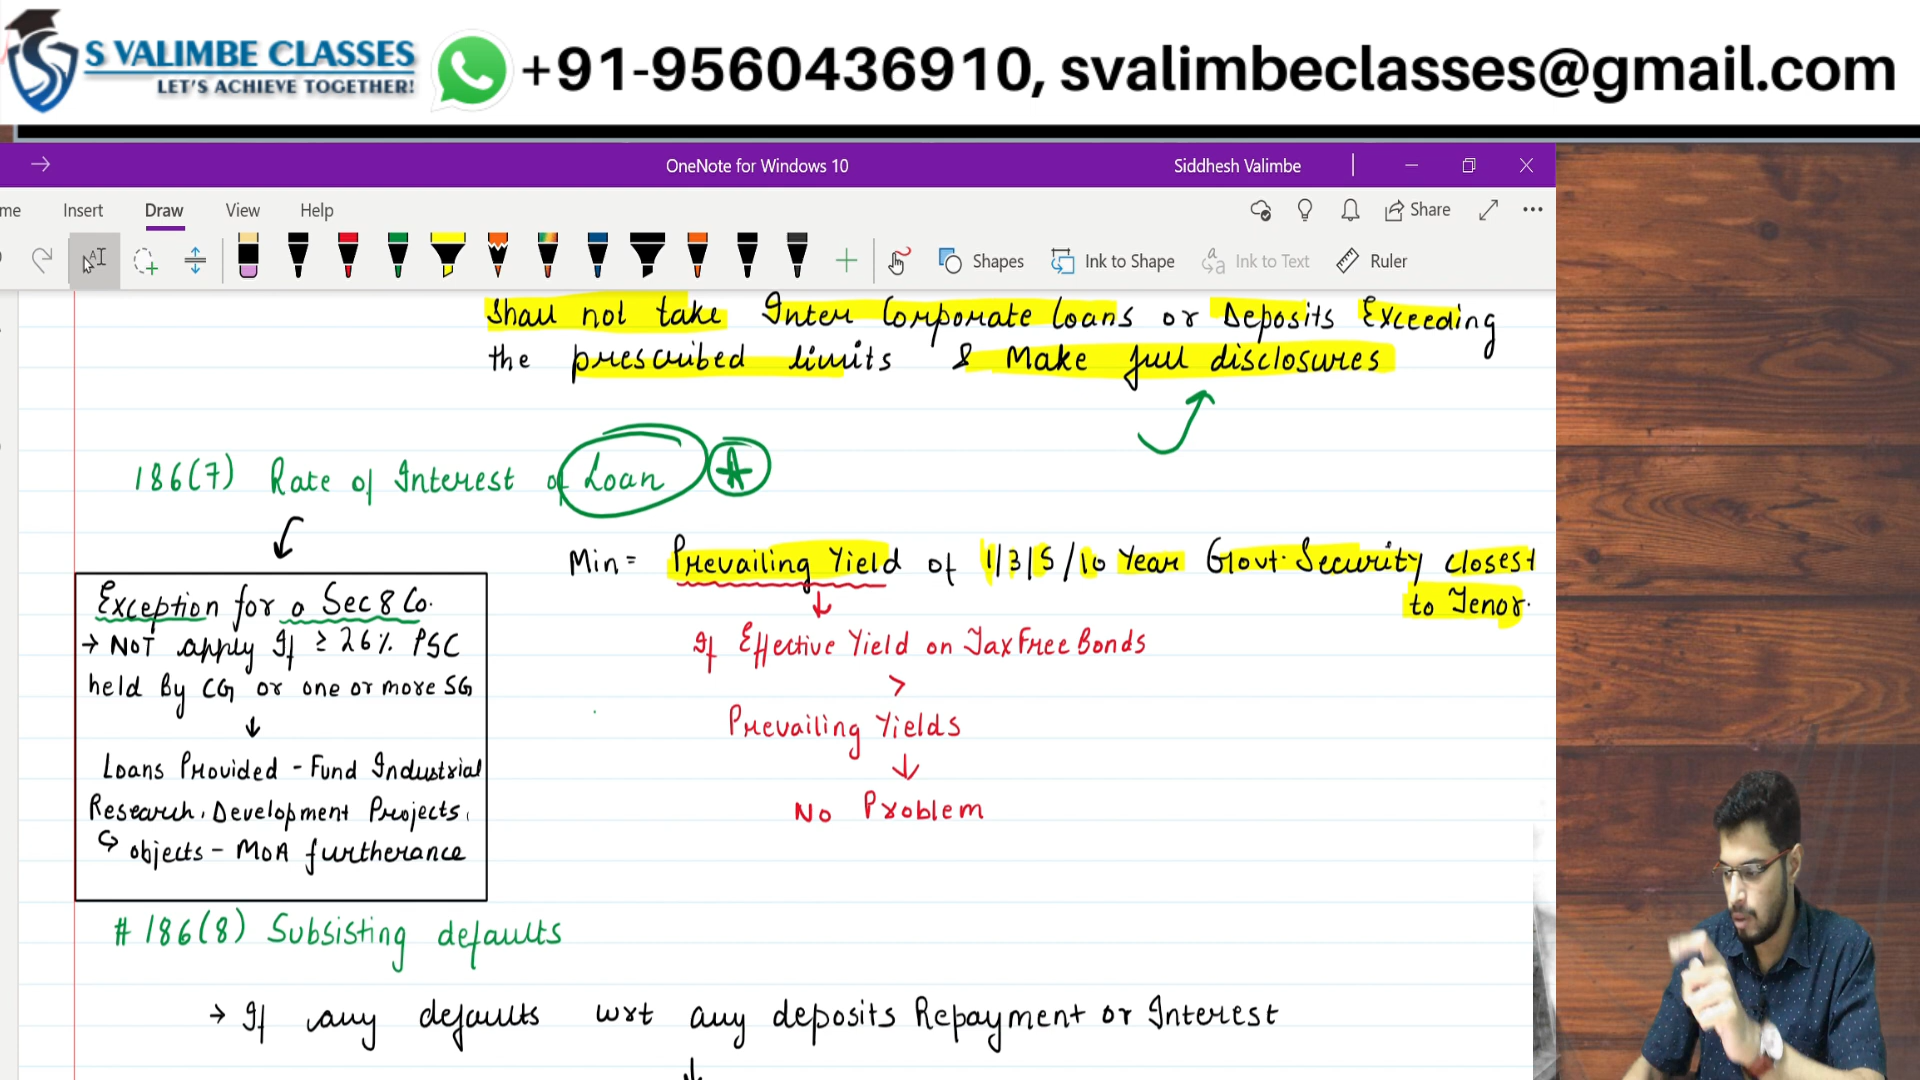 S VALIMBE CLASSES
LET'S ACHIEVE TOGETHER!
+91-9560436910, svalimbeclasses@gmail.com
OneNote for Windows 10
Siddhesh Valimbe
me Insert Draw View Help
Share
Shapes Ink to Shape Ink to Text Ruler
Shall not take Inter Corporate Loans or Deposits Exceeding
the prescribed limits & Make full disclosures
186(7) Rate of Interest of Loan
Min = Prevailing Yield of 1/3/5/10 Year Govt. Security closest
to Tenor.
If Effective Yield on Tax Free Bonds
>
Prevailing Yields
No Problem
Exception for a Sec 8 Co.
→ NOT apply If ≥ 26% PSC
held By CG or one or more SG
Loans Provided - Fund Industrial
Research, Development Projects,
objects - MOA furtherance
# 186(8) Subsisting defaults
→ If any defaults wrt any deposits Repayment or Interest